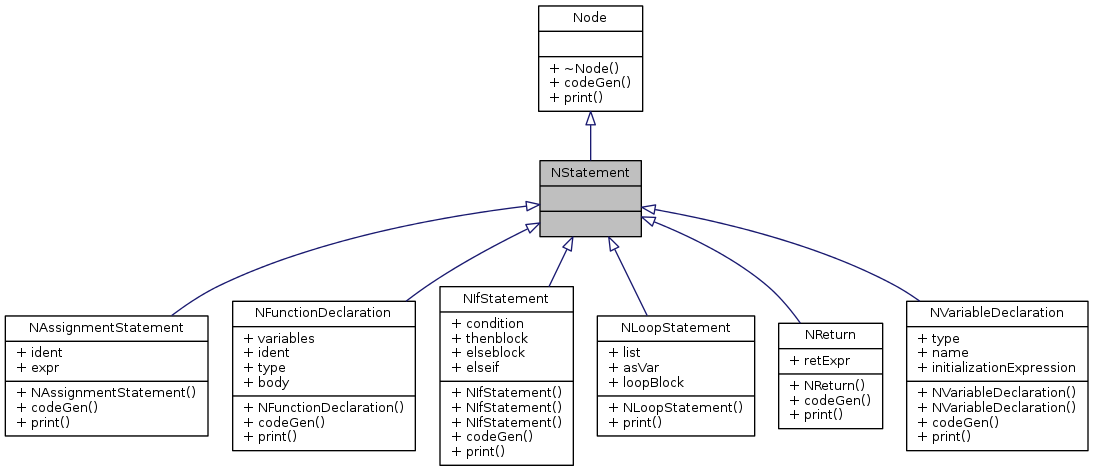 Node
+ ~Node()
+ codeGen()
+ print()
NStatement
NAssignmentStatement
+ ident
+ expr
+ NAssignmentStatement()
+ codeGen()
+ print()
NFunctionDeclaration
+ variables
+ ident
+ type
+ body
+ NFunctionDeclaration()
+ codeGen()
+ print()
NIfStatement
+ condition
+ thenblock
+ elseblock
+ elseif
+ NIfStatement()
+ NIfStatement()
+ NIfStatement()
+ codeGen()
+ print()
NLoopStatement
+ list
+ asVar
+ loopBlock
+ NLoopStatement()
+ print()
NReturn
+ retExpr
+ NReturn()
+ codeGen()
+ print()
NVariableDeclaration
+ type
+ name
+ initializationExpression
+ NVariableDeclaration()
+ NVariableDeclaration()
+ codeGen()
+ print()